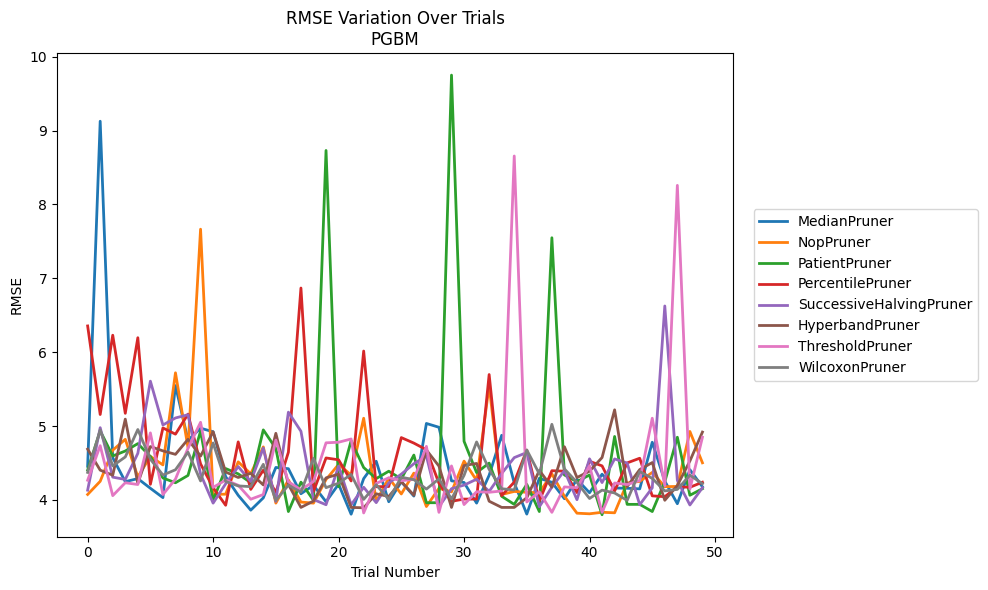 RMSE Variation Over Trials
PGBM
10
9
8
7
6
5
4
RMSE
0
10
20
30
40
50
Trial Number
MedianPruner
NopPruner
PatientPruner
PercentilePruner
SuccessiveHalvingPruner
HyperbandPruner
ThresholdPruner
WilcoxonPruner